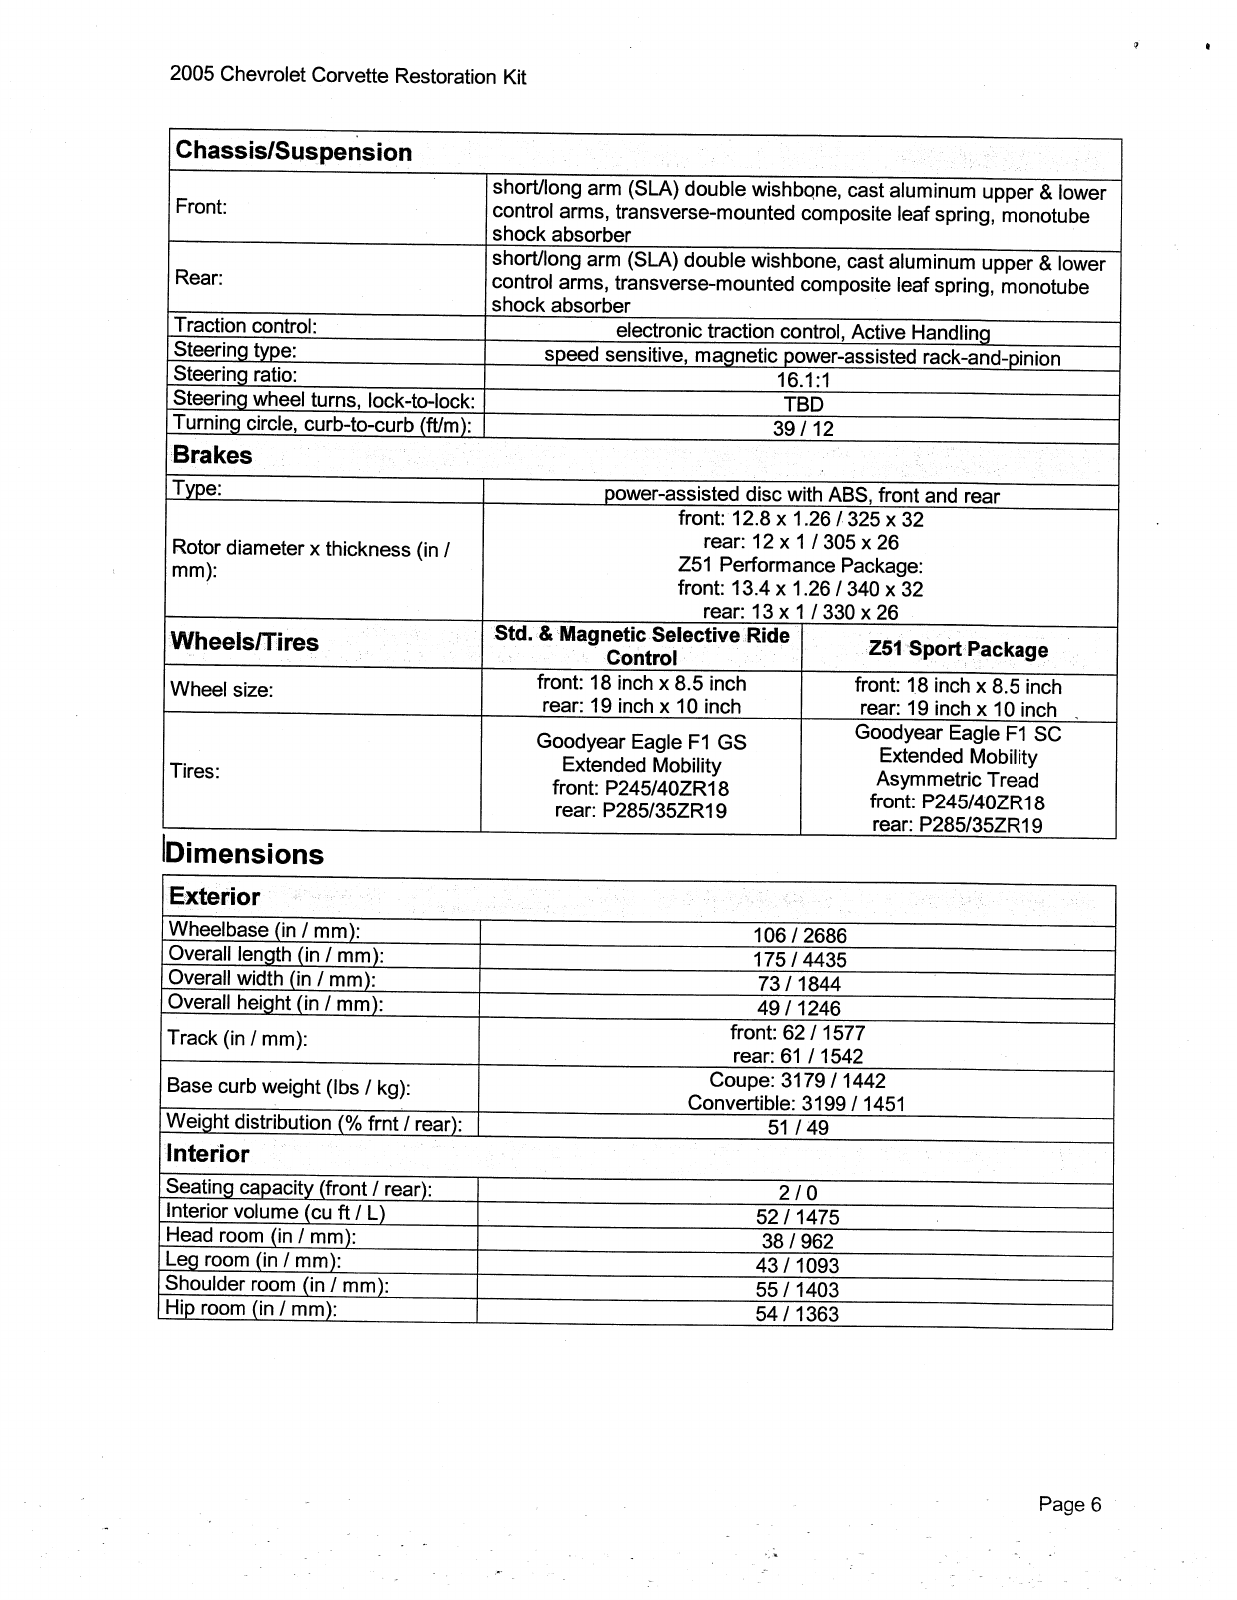 2005 Chevrolet Corvette Restoration Kit
Chassis/Suspension
Front:
short/long arm (SLA) double wishbone, cast aluminum upper & lower
control arms, transverse-mounted composite leaf spring, monotube
shock absorber
Rear:
short/long arm (SLA) double wishbone, cast aluminum upper & lower
control arms, transverse-mounted composite leaf spring, monotube
shock absorber
Traction control: electronic traction control, Active Handling
Steering type: speed sensitive, magnetic power-assisted rack-and-pinion
Steering ratio: 16.1:1
Steering wheel turns, lock-to-lock: TBD
Turning circle, curb-to-curb (ft/m): 39 / 12
Brakes
Type: power-assisted disc with ABS, front and rear
Rotor diameter x thickness (in /
mm):
front: 12.8 x 1.26 / 325 x 32
rear: 12 x 1 / 305 x 26
Z51 Performance Package:
front: 13.4 x 1.26 / 340 x 32
rear: 13 x 1 / 330 x 26
Wheels/Tires
Std. & Magnetic Selective Ride
Control
Z51 Sport Package
Wheel size:
front: 18 inch x 8.5 inch
rear: 19 inch x 10 inch
front: 18 inch x 8.5 inch
rear: 19 inch x 10 inch
Tires:
Goodyear Eagle F1 GS
Extended Mobility
front: P245/40ZR18
rear: P285/35ZR19
Goodyear Eagle F1 SC
Extended Mobility
Asymmetric Tread
front: P245/40ZR18
rear: P285/35ZR19
Dimensions
Exterior
Wheelbase (in / mm): 106 / 2686
Overall length (in / mm): 175 / 4435
Overall width (in / mm): 73 / 1844
Overall height (in / mm): 49 / 1246
Track (in / mm):
front: 62 / 1577
rear: 61 / 1542
Base curb weight (lbs / kg):
Coupe: 3179 / 1442
Convertible: 3199 / 1451
Weight distribution (% frnt / rear): 51 / 49
Interior
Seating capacity (front / rear): 2 / 0
Interior volume (cu ft / L) 52 / 1475
Head room (in / mm): 38 / 962
Leg room (in / mm): 43 / 1093
Shoulder room (in / mm): 55 / 1403
Hip room (in / mm): 54 / 1363
Page 6